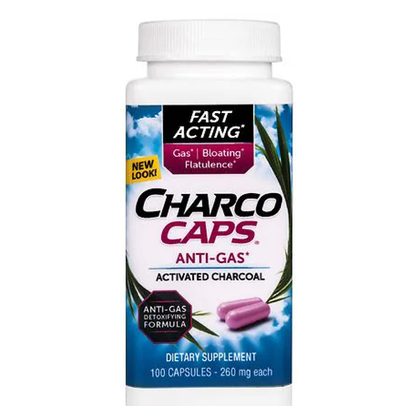 FAST
ACTING*
Gas* | Bloating*
Flatulence*
NEW
LOOK!
CHARCO
CAPS®
ANTI-GAS*
ACTIVATED CHARCOAL
ANTI-GAS
DETOXIFYING
FORMULA
DIETARY SUPPLEMENT
100 CAPSULES - 260 mg each